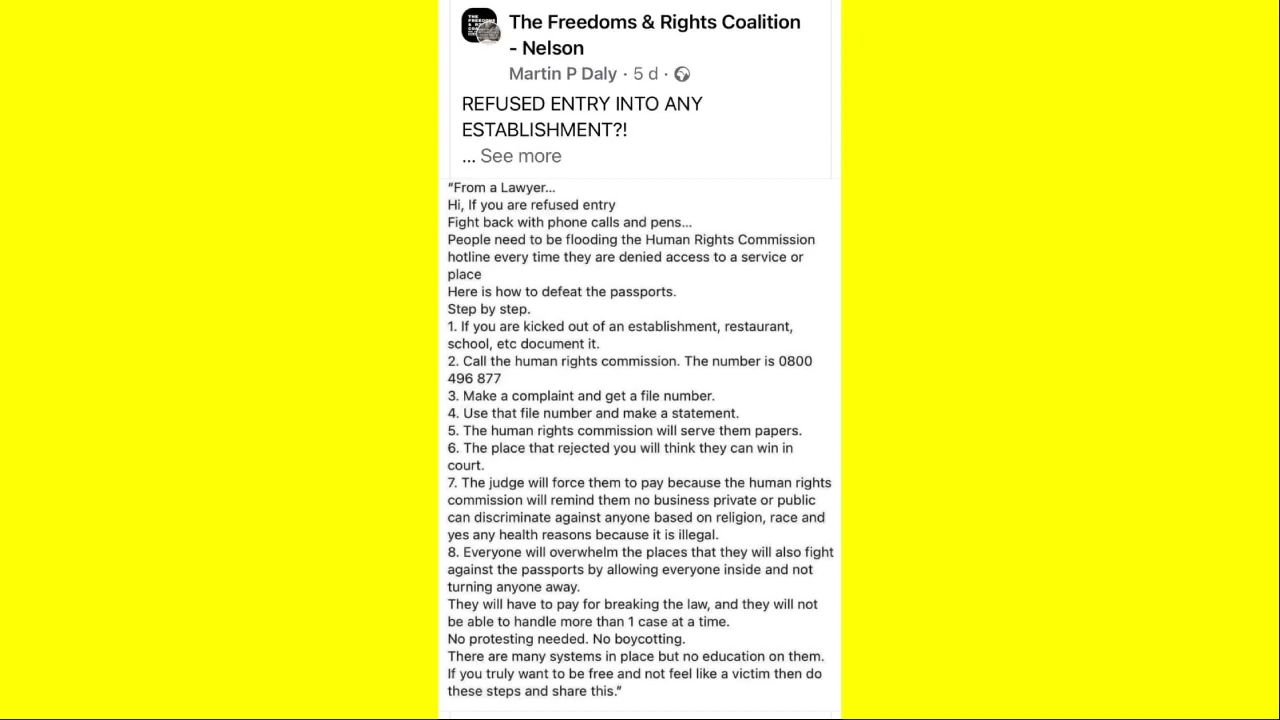 The Freedoms & Rights Coalition
- Nelson
Martin P Daly · 5 d ·
REFUSED ENTRY INTO ANY
ESTABLISHMENT?!
... See more
“From a Lawyer...
Hi, If you are refused entry
Fight back with phone calls and pens...
People need to be flooding the Human Rights Commission
hotline every time they are denied access to a service or
place
Here is how to defeat the passports.
Step by step.
1. If you are kicked out of an establishment, restaurant,
school, etc document it.
2. Call the human rights commission. The number is 0800
496 877
3. Make a complaint and get a file number.
4. Use that file number and make a statement.
5. The human rights commission will serve them papers.
6. The place that rejected you will think they can win in
court.
7. The judge will force them to pay because the human rights
commission will remind them no business private or public
can discriminate against anyone based on religion, race and
yes any health reasons because it is illegal.
8. Everyone will overwhelm the places that they will also fight
against the passports by allowing everyone inside and not
turning anyone away.
They will have to pay for breaking the law, and they will not
be able to handle more than 1 case at a time.
No protesting needed. No boycotting.
There are many systems in place but no education on them.
If you truly want to be free and not feel like a victim then do
these steps and share this.”